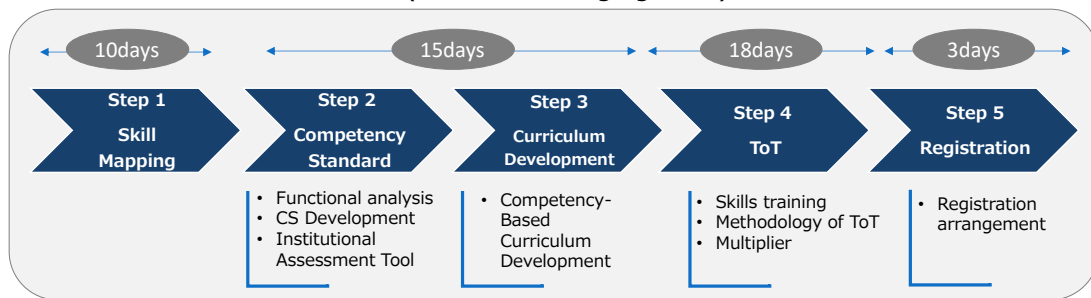 10days
15days
18days
3days
Step 1
Skill
Mapping
Step 2
Competency
Standard
Step 3
Curriculum
Development
Step 4
ToT
Step 5
Registration
• Functional analysis
• CS Development
• Institutional
Assessment Tool
• Competency-
Based
Curriculum
Development
• Skills training
• Methodology of ToT
• Multiplier
• Registration
arrangement